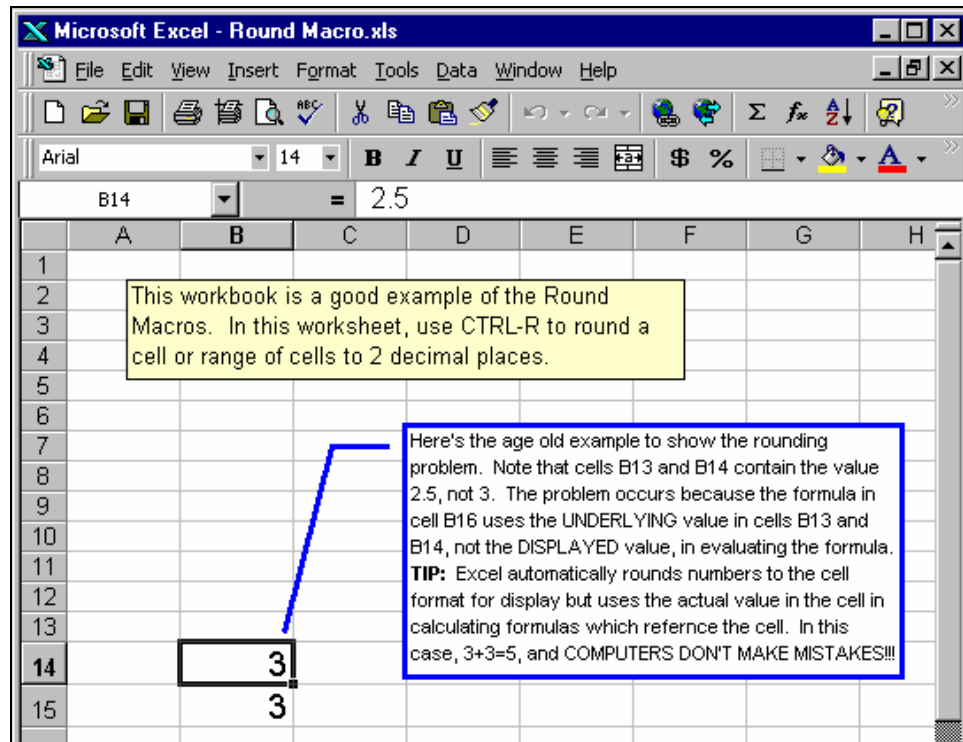 Microsoft Excel - Round Macro.xls
File Edit View Insert Format Tools Data Window Help
ABC Σ fx A Z
Arial 14 B I U a $ % A
B14 = 2.5
A B C D E F G H
1
2
3
4
5
6
7
8
9
10
11
12
13
14
15
This workbook is a good example of the Round
Macros. In this worksheet, use CTRL-R to round a
cell or range of cells to 2 decimal places.
Here's the age old example to show the rounding
problem. Note that cells B13 and B14 contain the value
2.5, not 3. The problem occurs because the formula in
cell B16 uses the UNDERLYING value in cells B13 and
B14, not the DISPLAYED value, in evaluating the formula.
TIP: Excel automatically rounds numbers to the cell
format for display but uses the actual value in the cell in
calculating formulas which refernce the cell. In this
case, 3+3=5, and COMPUTERS DON'T MAKE MISTAKES!!!
3
3